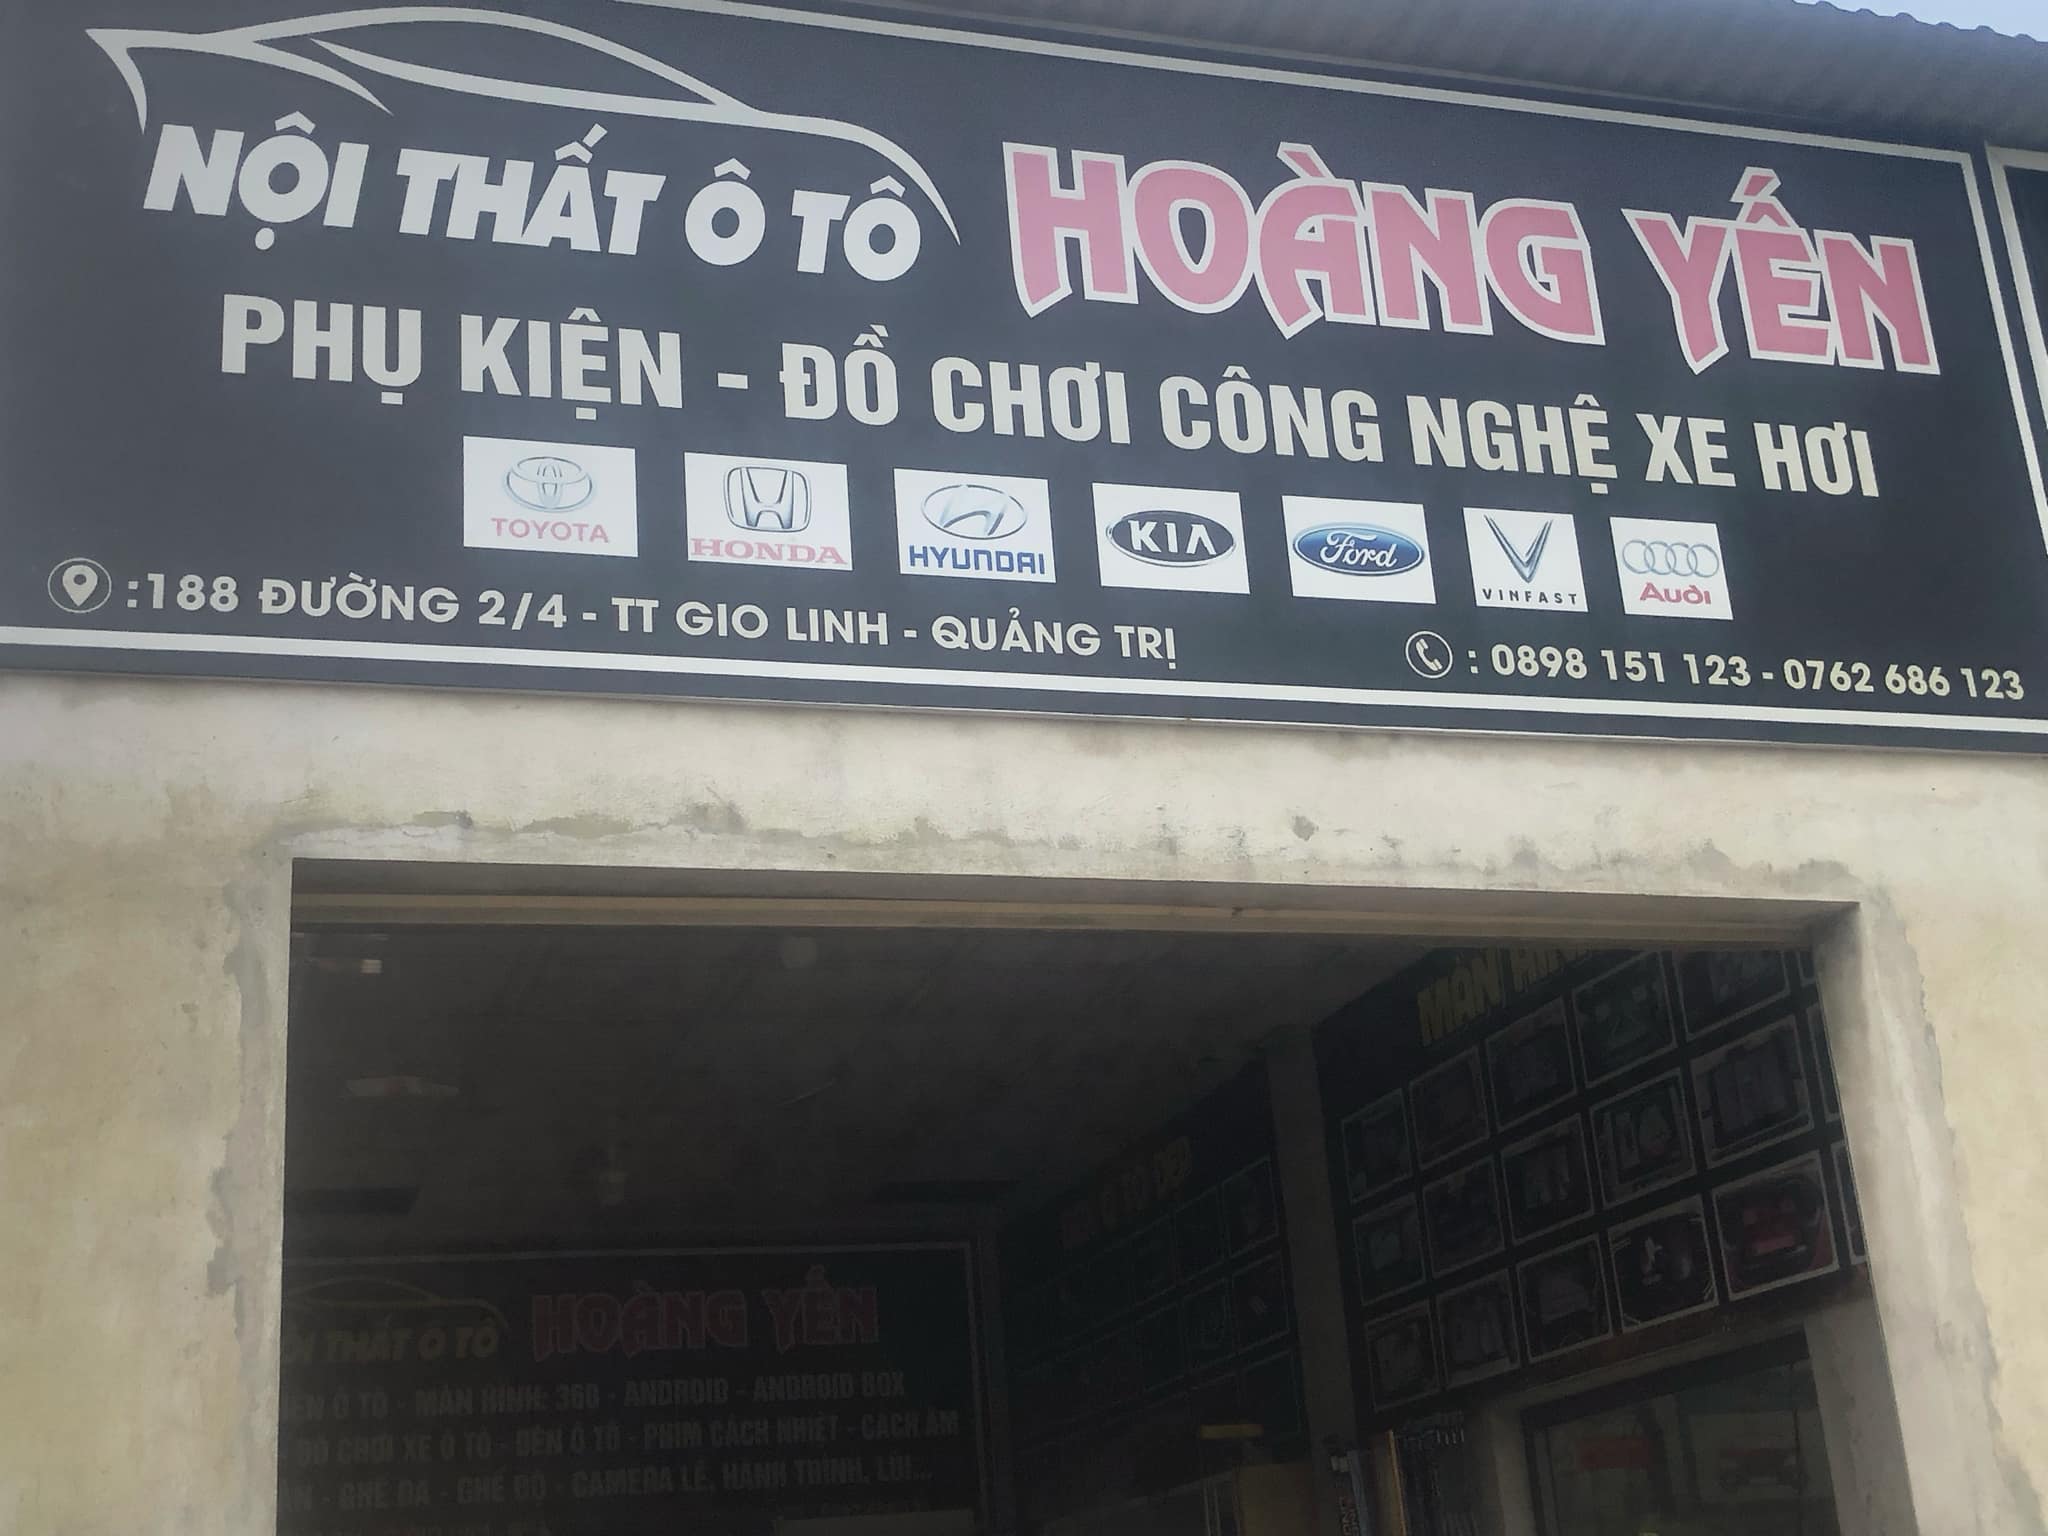 NỘI THẤT Ô TÔ HOÀNG YẾN
PHỤ KIỆN - ĐỒ CHƠI CÔNG NGHỆ XE HƠI
TOYOTA HONDA HYUNDAI KIA Ford VINFAST Audi
:188 ĐƯỜNG 2/4 - TT GIO LINH - QUẢNG TRỊ : 0898 151 123 - 0762 686 123
MÀN
Ô TÔ ĐẸP
THẤT Ô TÔ HOÀNG YẾN
Ô TÔ - MÀN HÌNH: 360 - ANDROID - ANDROID BOX
ĐỒ CHƠI XE Ô TÔ - ĐÈN Ô TÔ - PHIM CÁCH NHIỆT - CÁCH ÂM
- GHẾ DA - GHẾ ĐỘ - CAMERA LỀ, HÀNH TRÌNH, LÙI...